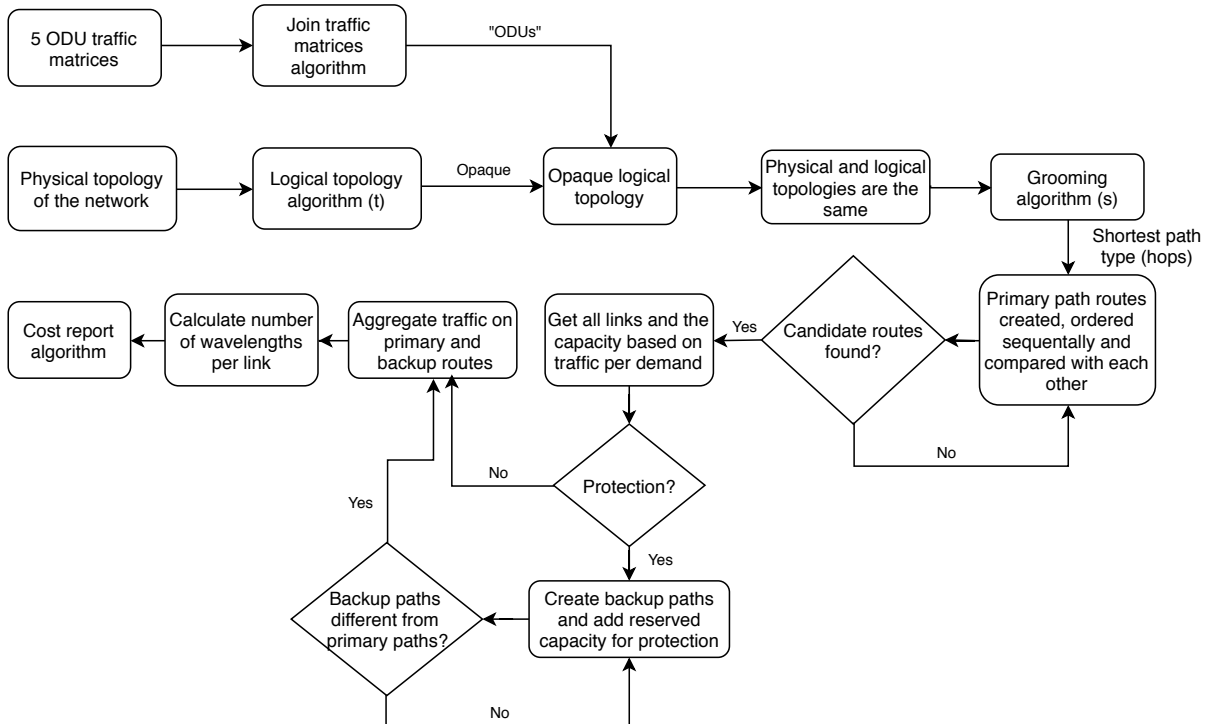 5 ODU traffic
matrices
Join traffic
matrices
algorithm
"ODUs"
Physical topology
of the network
Logical topology
algorithm (t)
Opaque
Opaque logical
topology
Physical and logical
topologies are the
same
Grooming
algorithm (s)
Shortest path
type (hops)
Primary path routes
created, ordered
sequentially and
compared with each
other
Candidate routes
found?
No
Yes
Get all links and the
capacity based on
traffic per demand
Aggregate traffic on
primary and
backup routes
Calculate number
of wavelengths
per link
Cost report
algorithm
Protection?
No
Yes
Create backup paths
and add reserved
capacity for protection
Backup paths
different from
primary paths?
Yes
No